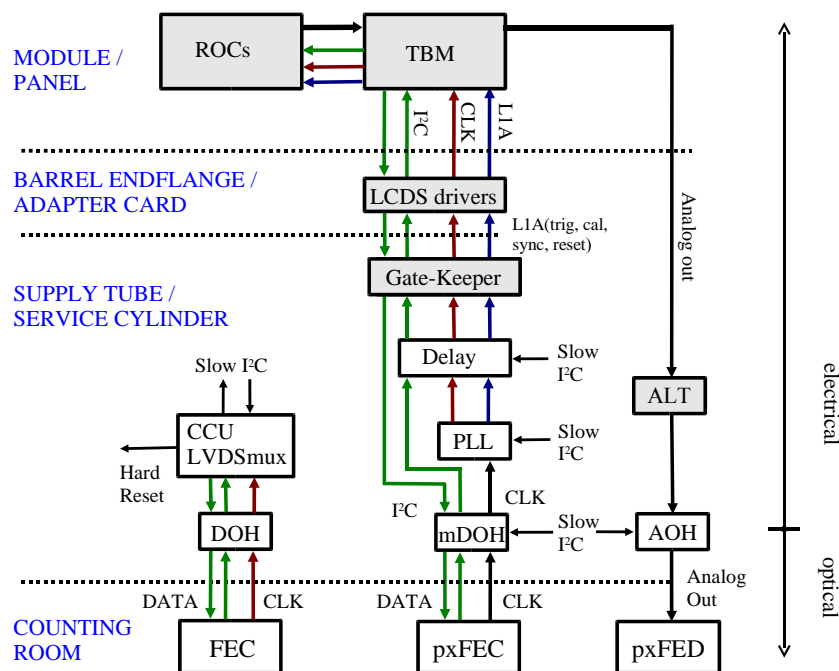 MODULE /
PANEL
ROCs
TBM
I²C
CLK
L1A
BARREL ENDFLANGE /
ADAPTER CARD
LCDS drivers
Analog out
L1A(trig, cal,
sync, reset)
Gate-Keeper
SUPPLY TUBE /
SERVICE CYLINDER
Delay
Slow
I²C
Slow I²C
ALT
electrical
CCU
LVDSmux
PLL
Slow
I²C
Hard
Reset
CLK
I²C
DOH
mDOH
Slow
I²C
AOH
optical
DATA
CLK
DATA
CLK
Analog
Out
COUNTING
ROOM
FEC
pxFEC
pxFED